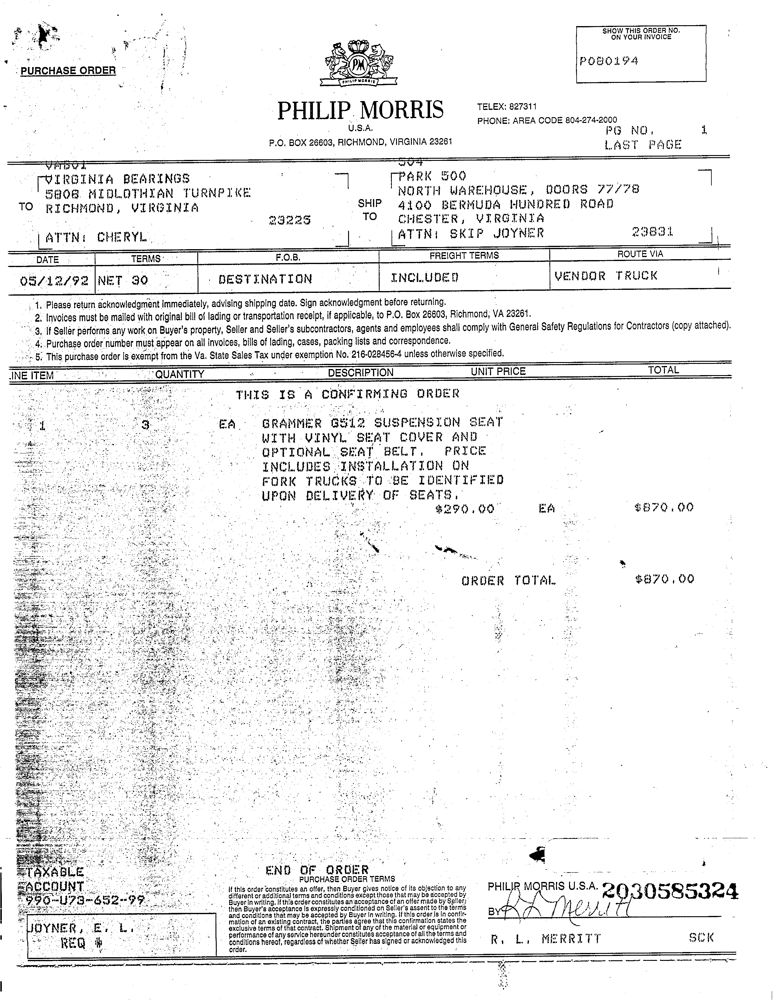 SHOW THIS ORDER NO.
ON YOUR INVOICE
P080194
PURCHASE ORDER
PM
PHILIP MORRIS
PHILIP MORRIS
U.S.A.
P.O. BOX 26603, RICHMOND, VIRGINIA 23261
TELEX: 827311
PHONE: AREA CODE 804-274-2000
PG NO. 1
LAST PAGE
504
VIRGINIA BEARINGS
5808 MIDLOTHIAN TURNPIKE
TO RICHMOND, VIRGINIA
23225
ATTN: CHERYL
SHIP
TO
PARK 500
NORTH WAREHOUSE, DOORS 77/78
4100 BERMUDA HUNDRED ROAD
CHESTER, VIRGINIA
ATTN: SKIP JOYNER 23831
DATE TERMS F.O.B. FREIGHT TERMS ROUTE VIA
05/12/92 NET 30 DESTINATION INCLUDED VENDOR TRUCK
1. Please return acknowledgment immediately, advising shipping date. Sign acknowledgment before returning.
2. Invoices must be mailed with original bill of lading or transportation receipt, if applicable, to P.O. Box 26603, Richmond, VA 23261.
3. If Seller performs any work on Buyer's property, Seller and Seller's subcontractors, agents and employees shall comply with General Safety Regulations for Contractors (copy attached).
4. Purchase order number must appear on all invoices, bills of lading, cases, packing lists and correspondence.
5. This purchase order is exempt from the Va. State Sales Tax under exemption No. 216-028456-4 unless otherwise specified.
INE ITEM QUANTITY DESCRIPTION UNIT PRICE TOTAL
THIS IS A CONFIRMING ORDER
1 3 EA GRAMMER GS12 SUSPENSION SEAT
WITH VINYL SEAT COVER AND
OPTIONAL SEAT BELT. PRICE
INCLUDES INSTALLATION ON
FORK TRUCKS TO BE IDENTIFIED
UPON DELIVERY OF SEATS.
$290.00 EA $870.00
ORDER TOTAL $870.00
TAXABLE
ACCOUNT
990-U73-652-99
JOYNER, E. L.
REQ #
END OF ORDER
PURCHASE ORDER TERMS
If this order constitutes an offer, then Buyer gives notice of its objection to any
different or additional terms and conditions except those that may be accepted by
Buyer in writing. If this order constitutes an acceptance of an offer made by Seller,
then Buyer's acceptance is expressly conditioned on Seller's assent to the terms
and conditions that may be accepted by Buyer in writing. If this order is in confir-
mation of an existing contract, the parties agree that this confirmation states the
exclusive terms of that contract. Shipment of any of the material or equipment or
performance of any service hereunder constitutes acceptance of all the terms and
conditions hereof, regardless of whether Seller has signed or acknowledged this
order.
PHILIP MORRIS U.S.A.
2030585324
BY R L Merritt
R. L. MERRITT SCK